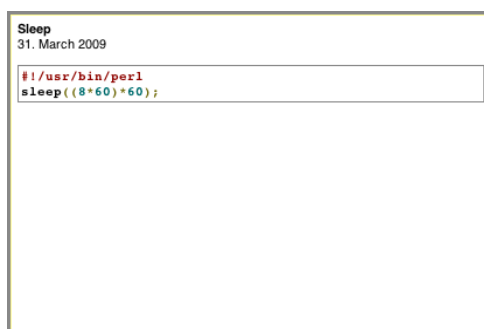 Sleep
31. March 2009
#!/usr/bin/perl
sleep((8*60)*60);